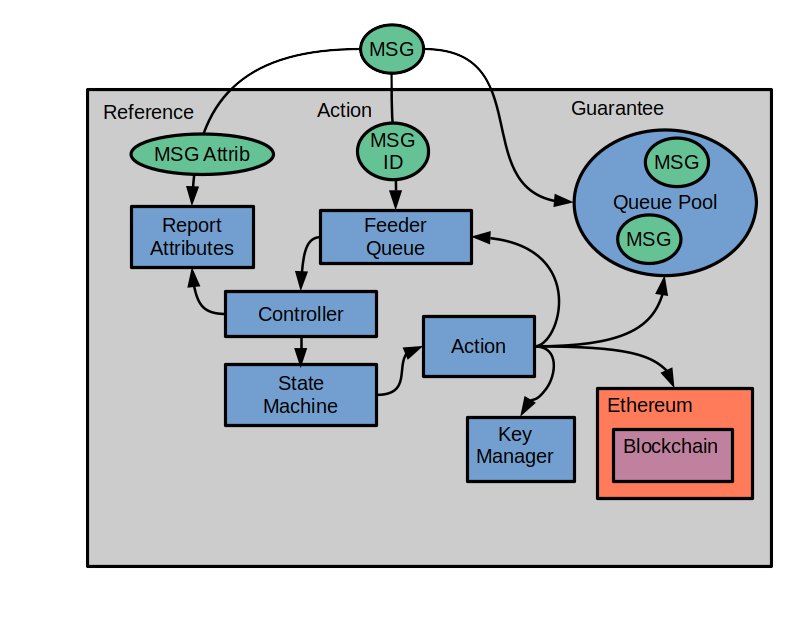 MSG
Reference
Action
Guarantee
MSG Attrib
MSG
ID
MSG
Queue Pool
MSG
Report
Attributes
Feeder
Queue
Controller
State
Machine
Action
Key
Manager
Ethereum
Blockchain